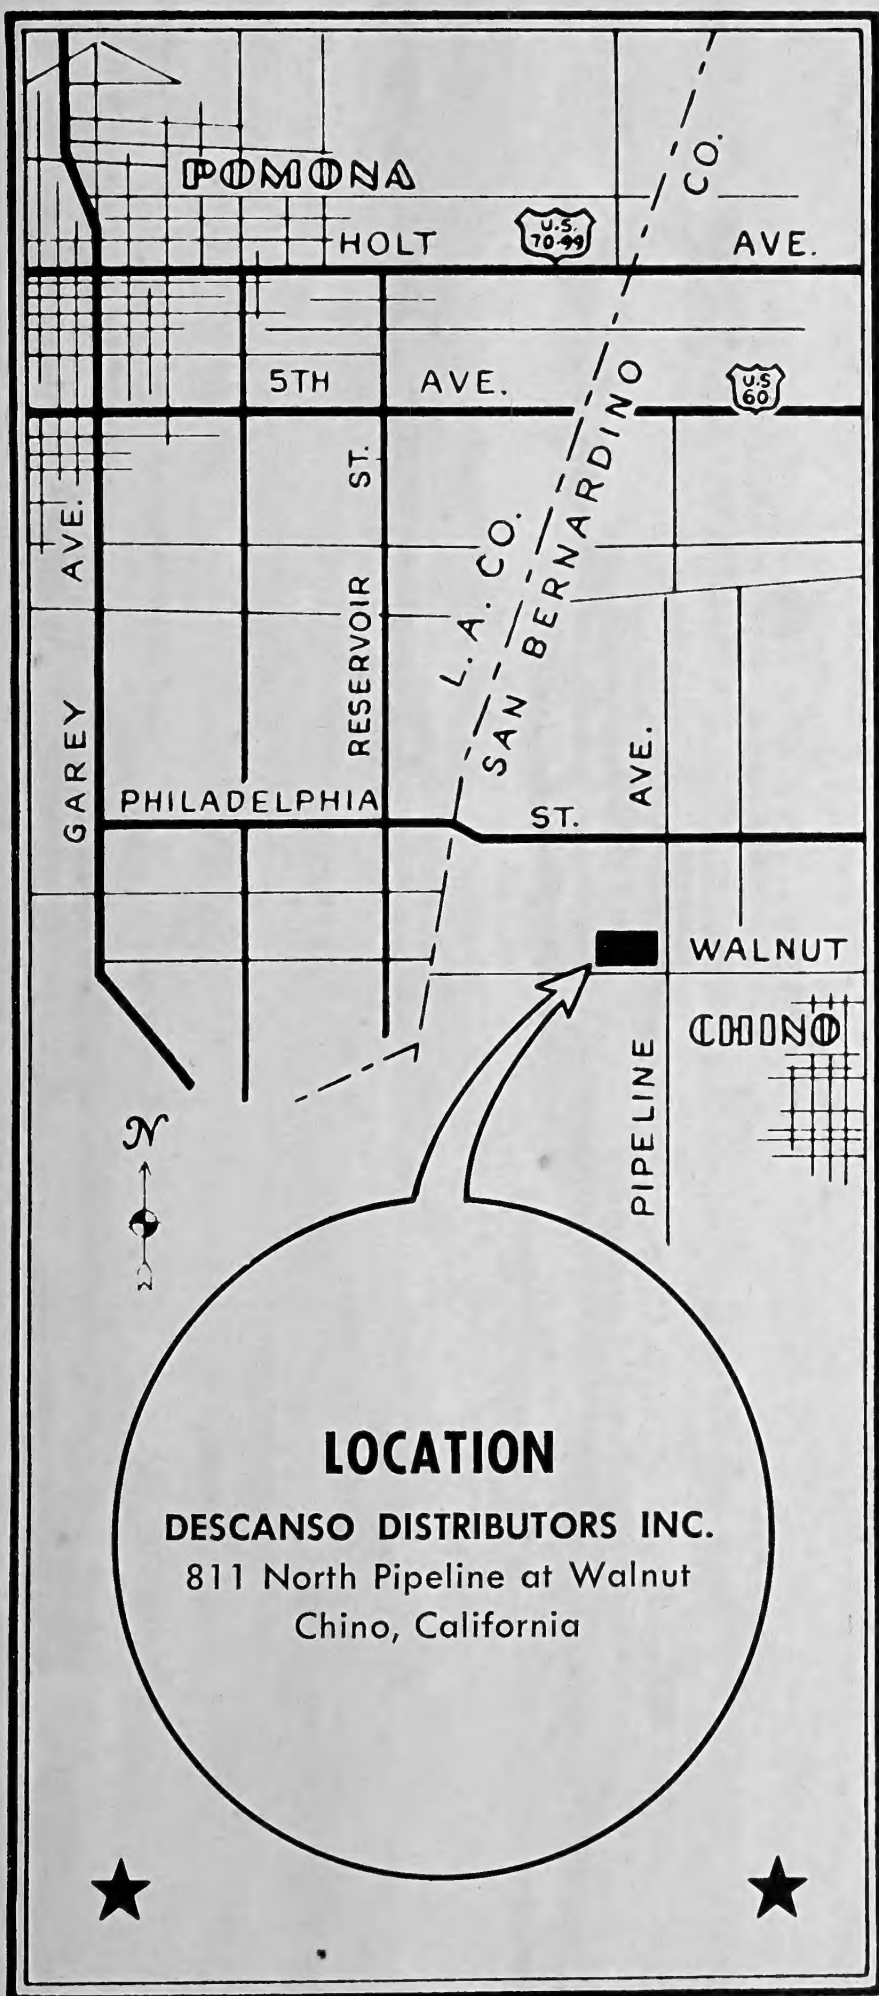 POMONA
CO.
HOLT AVE.
U.S.
70-99
5TH AVE.
U.S
60
GAREY AVE.
RESERVOIR ST.
L.A. CO.
SAN BERNARDINO
PHILADELPHIA ST.
PIPELINE AVE.
WALNUT
CHINO
N
LOCATION
DESCANSO DISTRIBUTORS INC.
811 North Pipeline at Walnut
Chino, California